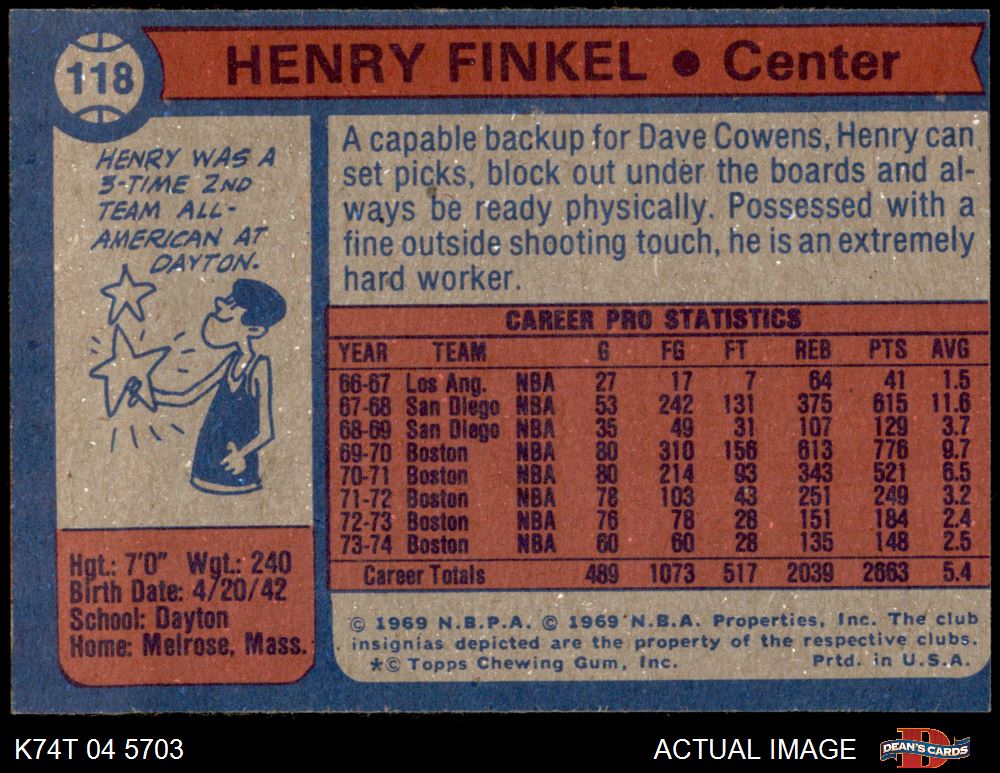 118
HENRY FINKEL • Center
HENRY WAS A
3-TIME 2ND
TEAM ALL-
AMERICAN AT
DAYTON.
Hgt.: 7'0" Wgt.: 240
Birth Date: 4/20/42
School: Dayton
Home: Melrose, Mass.
A capable backup for Dave Cowens, Henry can
set picks, block out under the boards and al-
ways be ready physically. Possessed with a
fine outside shooting touch, he is an extremely
hard worker.
CAREER PRO STATISTICS
YEAR TEAM G FG FT REB PTS AVG
66-67 Los Ang. NBA 27 17 7 64 41 1.5
67-68 San Diego NBA 53 242 131 375 615 11.6
68-69 San Diego NBA 35 49 31 107 129 3.7
69-70 Boston NBA 80 310 156 613 776 9.7
70-71 Boston NBA 80 214 93 343 521 6.5
71-72 Boston NBA 78 103 43 251 249 3.2
72-73 Boston NBA 76 78 28 151 184 2.4
73-74 Boston NBA 60 60 28 135 148 2.5
Career Totals 489 1073 517 2039 2663 5.4
© 1969 N.B.P.A. © 1969 N.B.A. Properties, Inc. The club
insignias depicted are the property of the respective clubs.
*© Topps Chewing Gum, Inc. Prtd. in U.S.A.
K74T 04 5703 ACTUAL IMAGE
DEAN'S CARDS